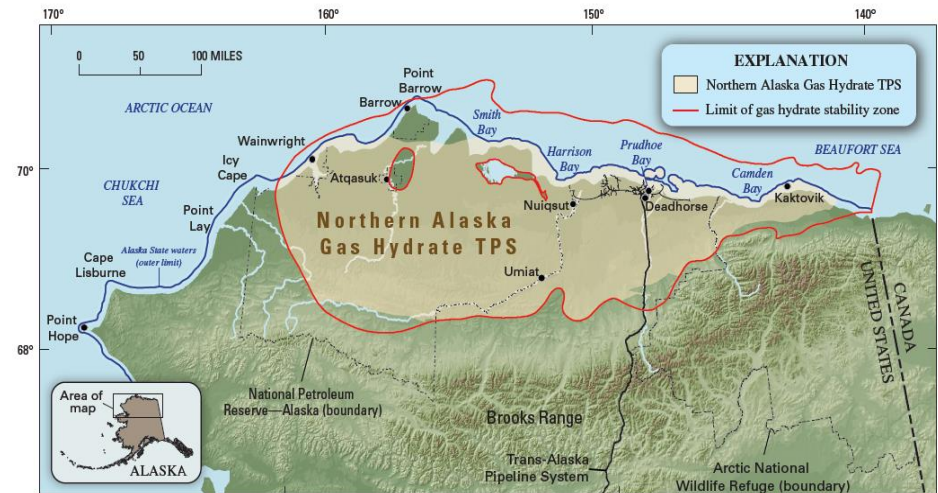 170°
160°
150°
140°
0 50 100 MILES
EXPLANATION
Northern Alaska Gas Hydrate TPS
Limit of gas hydrate stability zone
ARCTIC OCEAN
Point
Barrow
Barrow
Smith
Bay
Wainwright
Harrison
Bay
Prudhoe
Bay
BEAUFORT SEA
70°
Icy
Cape
Atqasuk
Camden
Bay
CHUKCHI
SEA
Kaktovik
Nuiqsut
Deadhorse
Point
Lay
Northern Alaska
Gas Hydrate TPS
Alaska State waters
(outer limit)
Cape
Lisburne
Umiat
CANADA
UNITED STATES
Point
Hope
68°
National Petroleum
Reserve—Alaska (boundary)
Area of
map
ALASKA
Brooks Range
Trans-Alaska
Pipeline System
Arctic National
Wildlife Refuge (boundary)